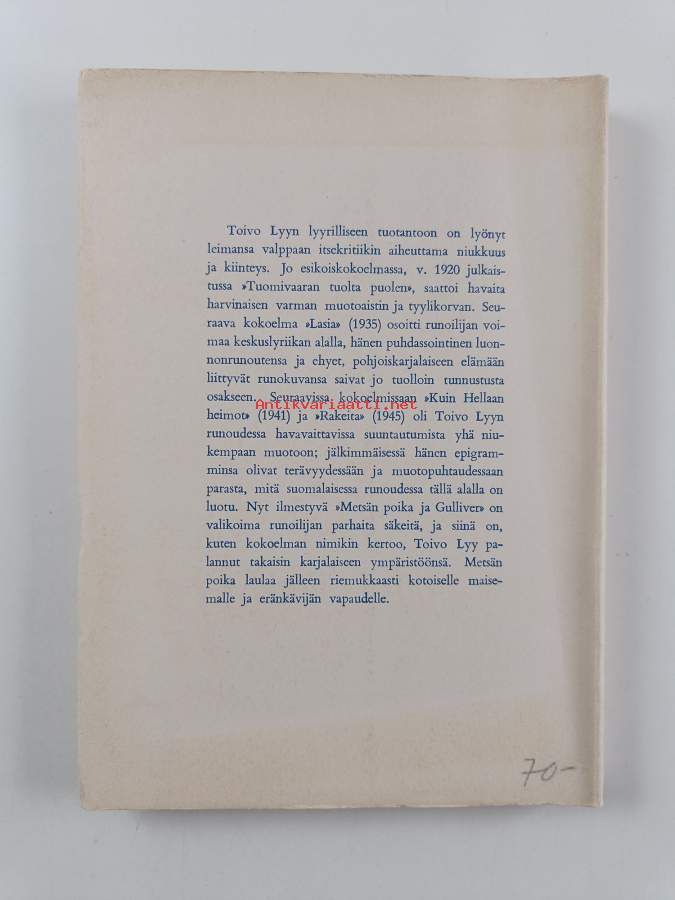 Toivo Lyyn lyyrilliseen tuotantoon on lyönyt
leimansa valppaan itsekritiikin aiheuttama niukkuus
ja kiinteys. Jo esikoiskokoelmassa, v. 1920 julkais-
tussa »Tuomivaaran tuolta puolen», saattoi havaita
harvinaisen varman muotoaistin ja tyylikorvan. Seu-
raava kokoelma »Lasia» (1935) osoitti runoilijan voi-
maa keskuslyriikan alalla, hänen puhdassointinen luon-
nonrunoutensa ja ehyet, pohjoiskarjalaiseen elämään
liittyvät runokuvansa saivat jo tuolloin tunnustusta
osakseen. Seuraavissa kokoelmissaan »Kuin Hellaan
Antikvariaatti.net
heimot» (1941) ja »Rakeita» (1945) oli Toivo Lyyn
runoudessa havavaittavissa suuntautumista yhä niu-
kempaan muotoon; jälkimmäisessä hänen epigram-
minsa olivat terävyydessään ja muotopuhtaudessaan
parasta, mitä suomalaisessa runoudessa tällä alalla on
luotu. Nyt ilmestyvä »Metsän poika ja Gulliver» on
valikoima runoilijan parhaita säkeitä, ja siinä on,
kuten kokoelman nimikin kertoo, Toivo Lyy pa-
lannut takaisin karjalaiseen ympäristöönsä. Metsän
poika laulaa jälleen riemukkaasti kotoiselle maise-
malle ja eränkävijän vapaudelle.
70-